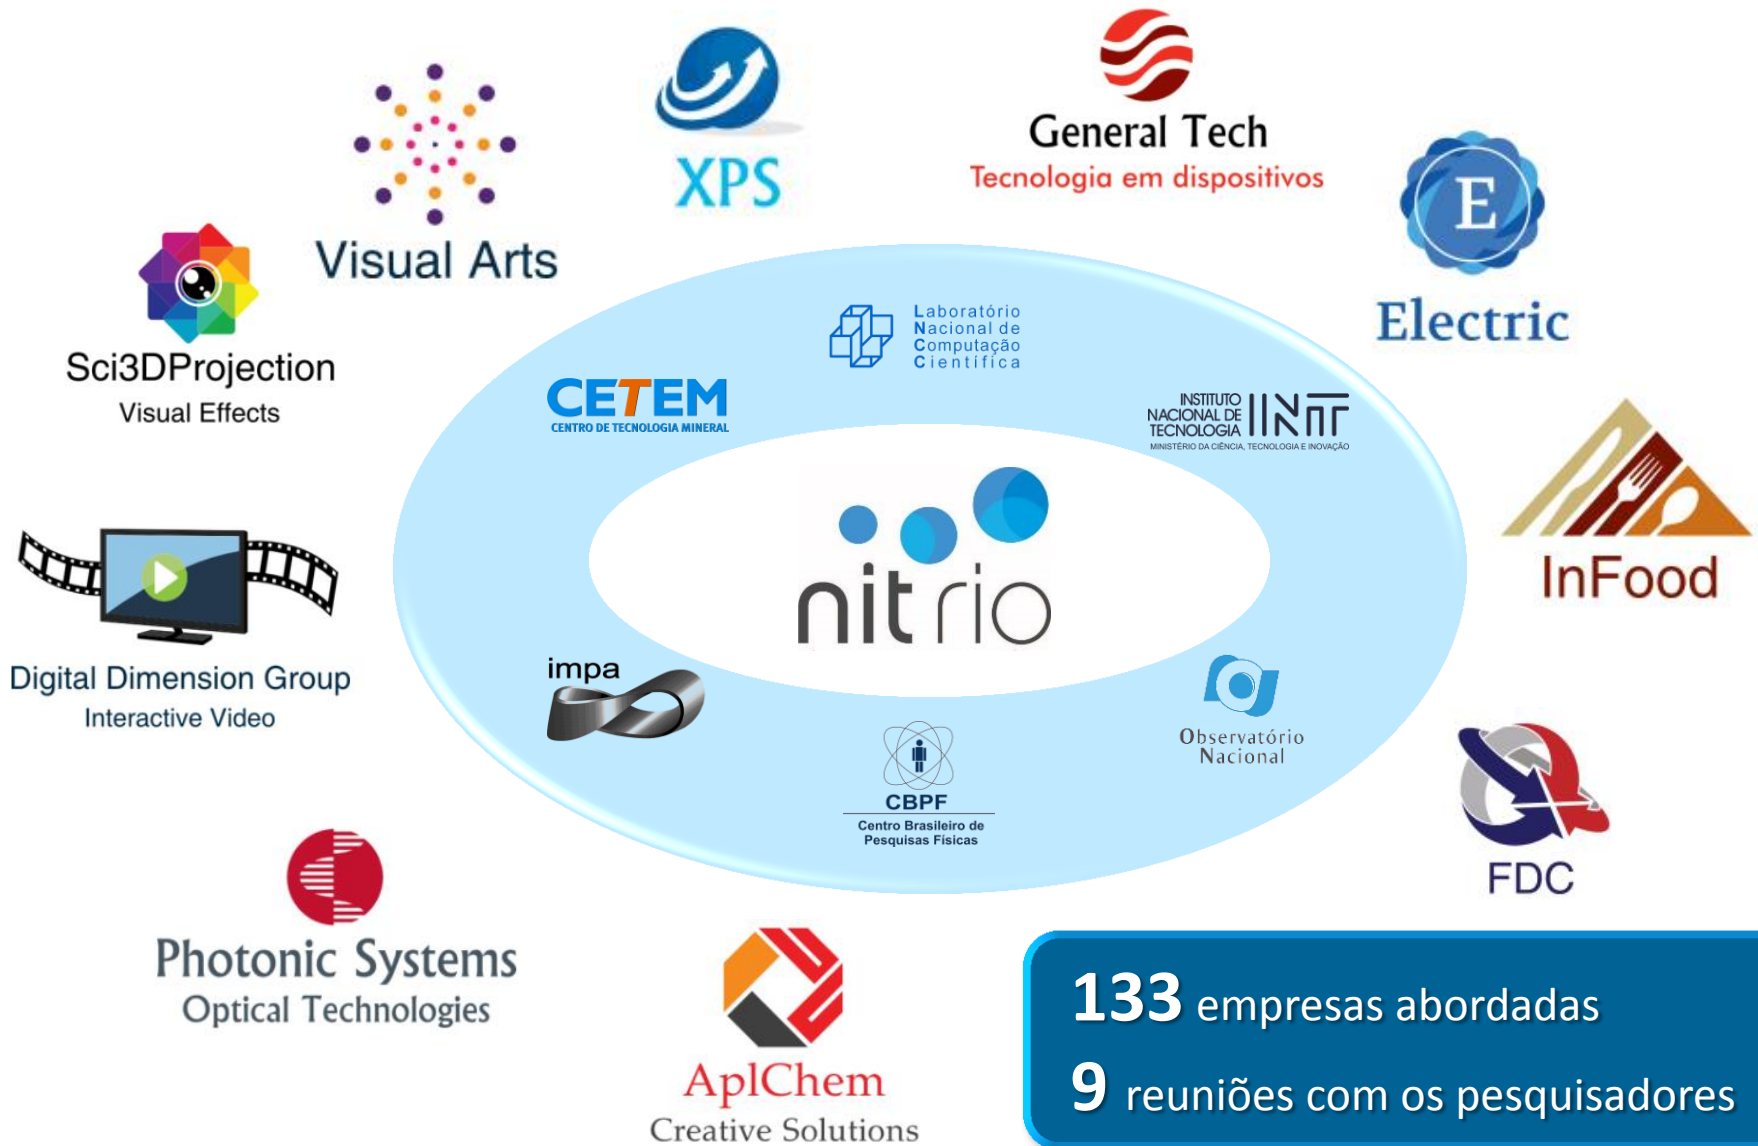 XPS
General Tech
Tecnologia em dispositivos
Visual Arts
E
Electric
Sci3DProjection
Visual Effects
Laboratório
Nacional de
Computação
Científica
CETEM
CENTRO DE TECNOLOGIA MINERAL
INSTITUTO
NACIONAL DE
TECNOLOGIA
INT
MINISTÉRIO DA CIÊNCIA, TECNOLOGIA E INOVAÇÃO
InFood
nitrio
Digital Dimension Group
Interactive Video
impa
Observatório
Nacional
CBPF
Centro Brasileiro de
Pesquisas Físicas
FDC
Photonic Systems
Optical Technologies
AplChem
Creative Solutions
133 empresas abordadas
9 reuniões com os pesquisadores